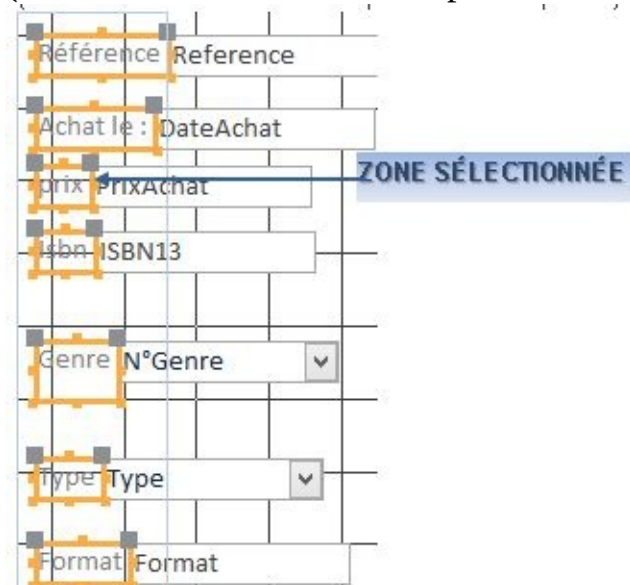 Référence Reference
Achat le : DateAchat
prix PrixAchat
ZONE SÉLECTIONNÉE
Isbn ISBN13
Genre N°Genre
Type Type
Format Format